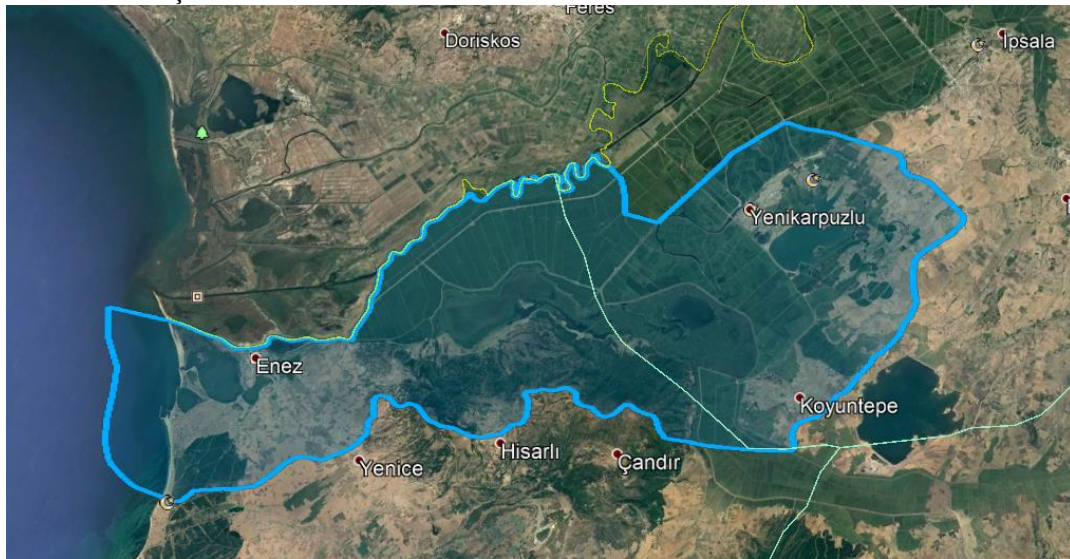 Doriskos
İpsala
Yenikarpuzlu
Enez
Koyuntepe
Hisarlı
Yenice
Çandır